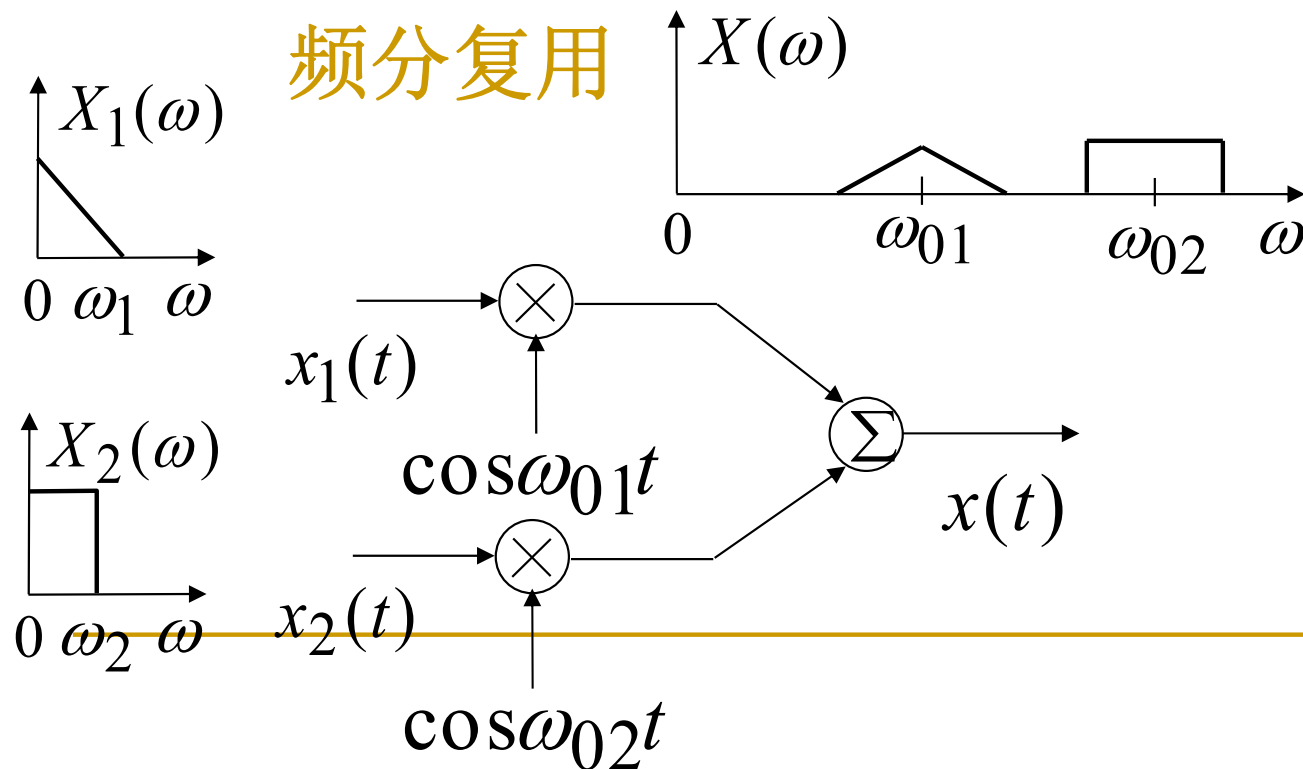 频分复用
X(ω)
0 ω₀₁ ω₀₂ ω
X₁(ω)
0 ω₁ ω
x₁(t)
cosω₀₁t
Σ
x(t)
X₂(ω)
0 ω₂ ω
x₂(t)
cosω₀₂t